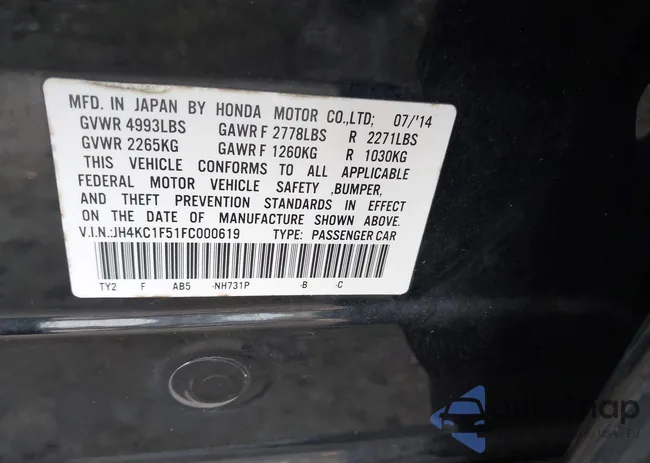 MFD. IN JAPAN BY HONDA MOTOR CO.,LTD; 07/'14
GVWR 4993LBS GAWR F 2778LBS R 2271LBS
GVWR 2265KG GAWR F 1260KG R 1030KG
THIS VEHICLE CONFORMS TO ALL APPLICABLE
FEDERAL MOTOR VEHICLE SAFETY ,BUMPER,
AND THEFT PREVENTION STANDARDS IN EFFECT
ON THE DATE OF MANUFACTURE SHOWN ABOVE.
V.I.N.:JH4KC1F51FC000619 TYPE: PASSENGER CAR
TY2 F AB5 -NH731P -B -C